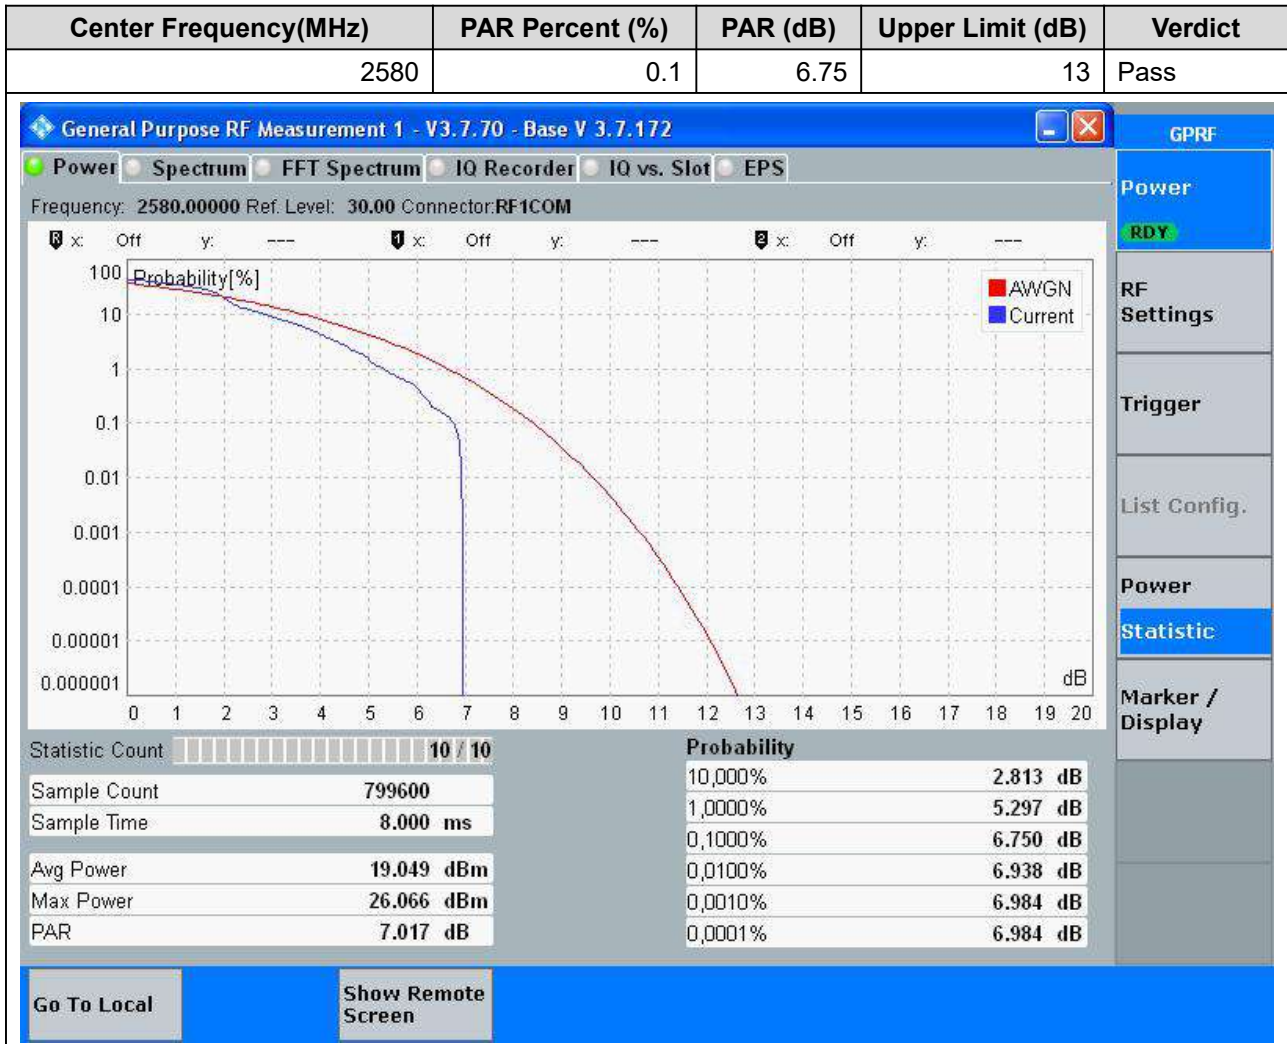 Center Frequency(MHz) PAR Percent (%) PAR (dB) Upper Limit (dB) Verdict
2580 0.1 6.75 13 Pass
General Purpose RF Measurement 1 - V3.7.70 - Base V 3.7.172
GPRF
Power Spectrum FFT Spectrum IQ Recorder IQ vs. Slot EPS
Frequency: 2580.00000 Ref. Level: 30.00 Connector:RF1COM
R x: Off y: --- 1 x: Off y: --- 2 x: Off y: ---
Power
RDY
RF
Settings
Trigger
List Config.
Power
Statistic
Marker /
Display
Probability[%]
AWGN
Current
100
10
1
0.1
0.01
0.001
0.0001
0.00001
0.000001
dB
0 1 2 3 4 5 6 7 8 9 10 11 12 13 14 15 16 17 18 19 20
Statistic Count 10 / 10
Sample Count 799600
Sample Time 8.000 ms
Avg Power 19.049 dBm
Max Power 26.066 dBm
PAR 7.017 dB
Probability
10,000% 2.813 dB
1,0000% 5.297 dB
0,1000% 6.750 dB
0,0100% 6.938 dB
0,0010% 6.984 dB
0,0001% 6.984 dB
Go To Local
Show Remote
Screen